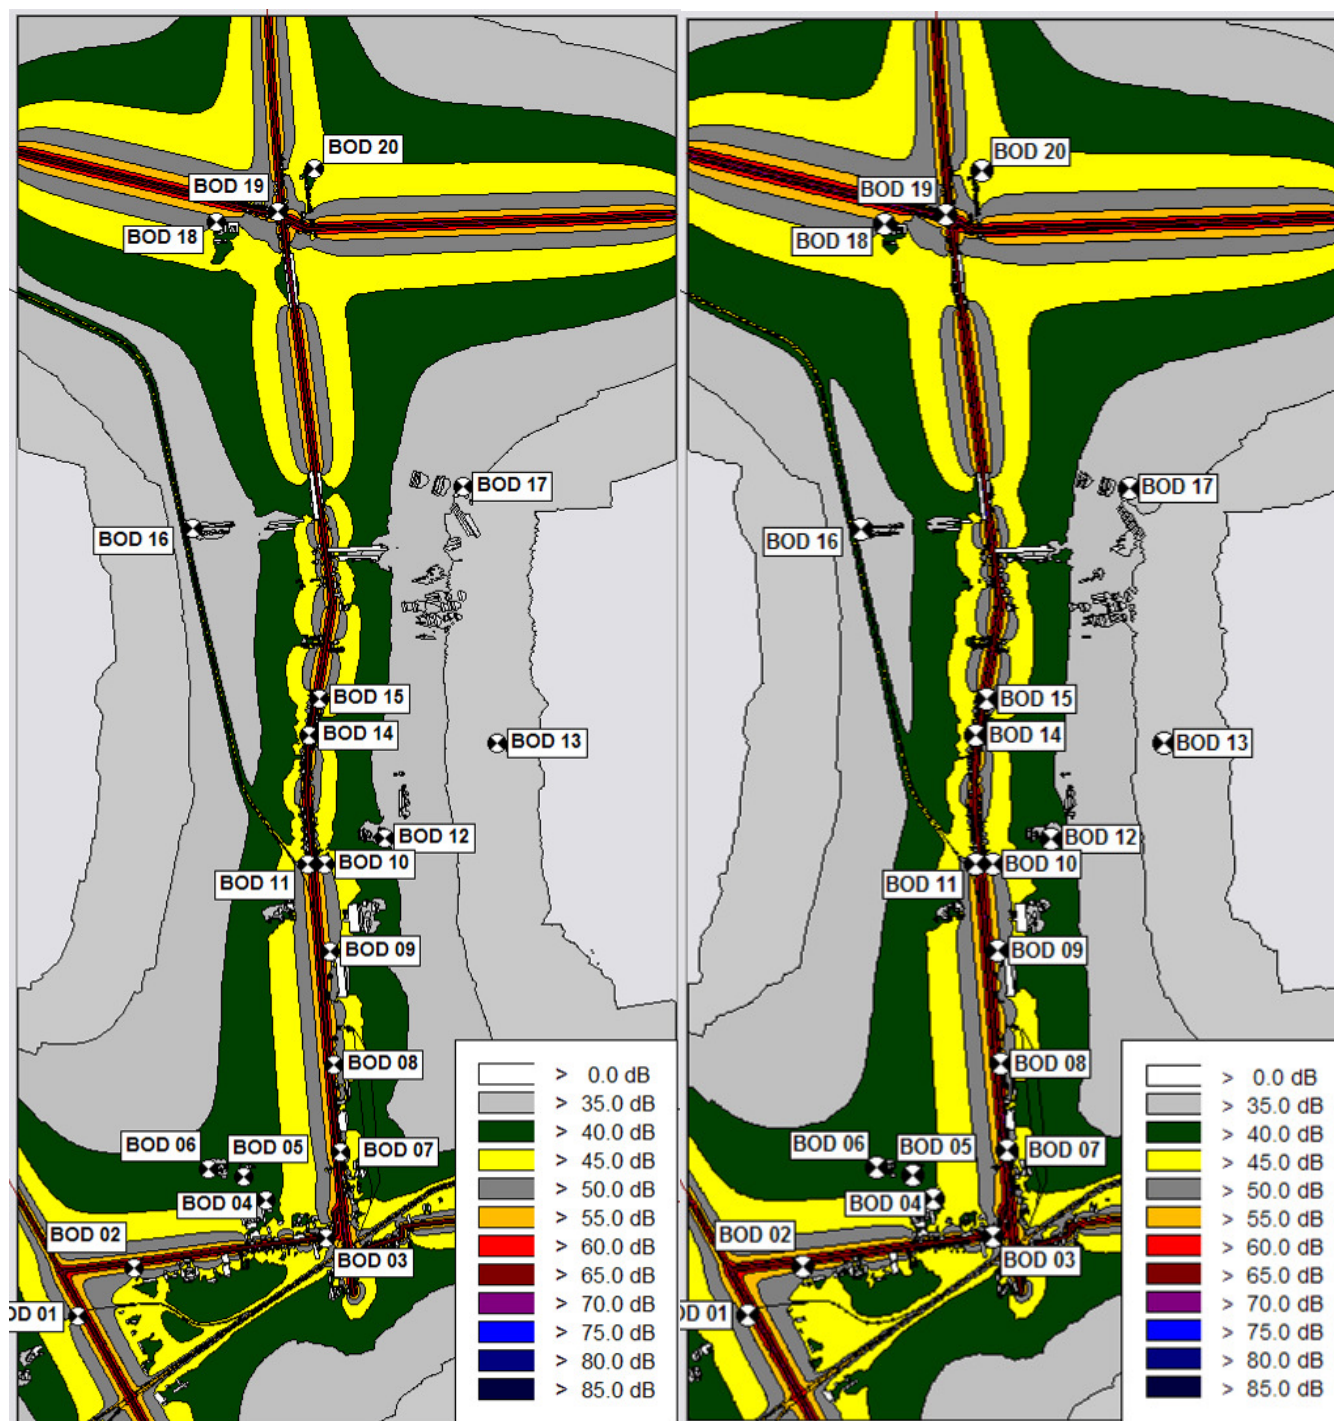 BOD 20
BOD 19
BOD 18
BOD 17
BOD 16
BOD 15
BOD 14
BOD 13
BOD 12
BOD 10
BOD 11
BOD 09
BOD 08
BOD 06
BOD 05
BOD 07
BOD 04
BOD 02
BOD 03
OD 01
> 0.0 dB
> 35.0 dB
> 40.0 dB
> 45.0 dB
> 50.0 dB
> 55.0 dB
> 60.0 dB
> 65.0 dB
> 70.0 dB
> 75.0 dB
> 80.0 dB
> 85.0 dB
BOD 20
BOD 19
BOD 18
BOD 17
BOD 16
BOD 15
BOD 14
BOD 13
BOD 12
BOD 10
BOD 11
BOD 09
BOD 08
BOD 06
BOD 05
BOD 07
BOD 04
BOD 02
BOD 03
OD 01
> 0.0 dB
> 35.0 dB
> 40.0 dB
> 45.0 dB
> 50.0 dB
> 55.0 dB
> 60.0 dB
> 65.0 dB
> 70.0 dB
> 75.0 dB
> 80.0 dB
> 85.0 dB